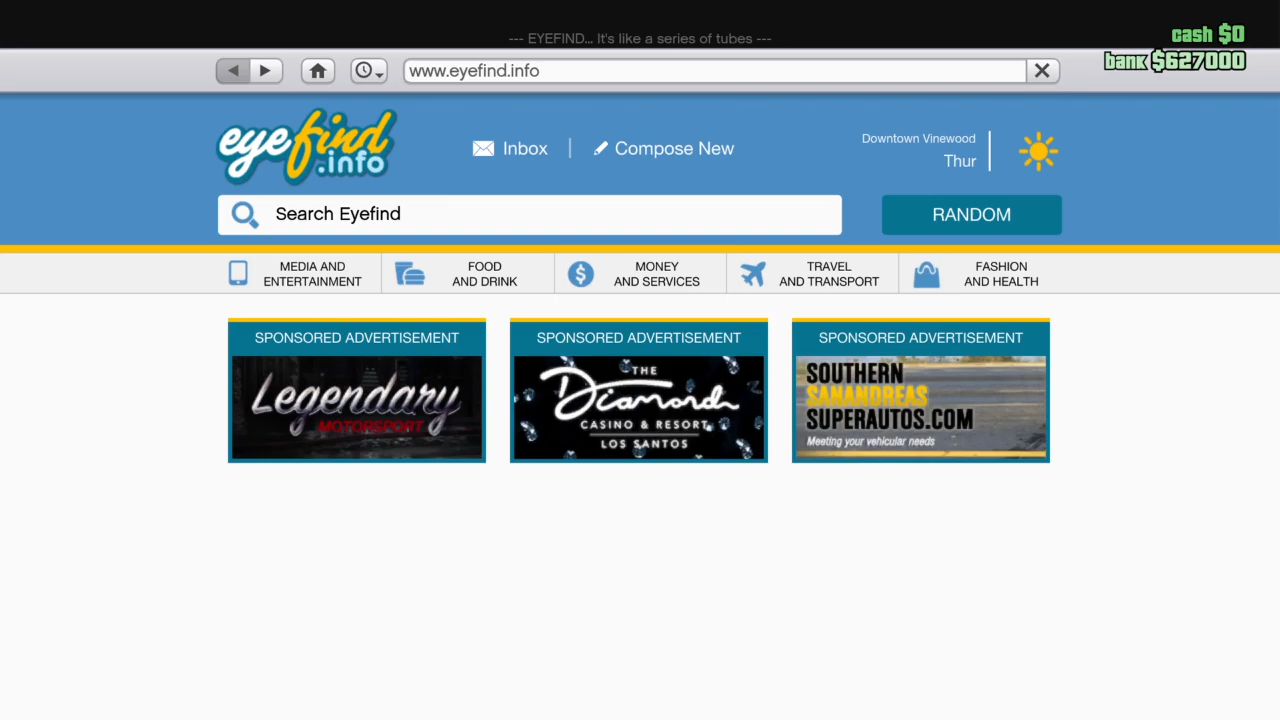 --- EYEFIND... It's like a series of tubes ---
cash $0
bank $627000
www.eyefind.info
eyefind
.info
Inbox
Compose New
Downtown Vinewood
Thur
Search Eyefind
RANDOM
MEDIA AND
ENTERTAINMENT
FOOD
AND DRINK
MONEY
AND SERVICES
TRAVEL
AND TRANSPORT
FASHION
AND HEALTH
SPONSORED ADVERTISEMENT
Legendary
MOTORSPORT
SPONSORED ADVERTISEMENT
THE
Diamond
CASINO & RESORT
LOS SANTOS
SPONSORED ADVERTISEMENT
SOUTHERN
SANANDREAS
SUPERAUTOS.COM
Meeting your vehicular needs